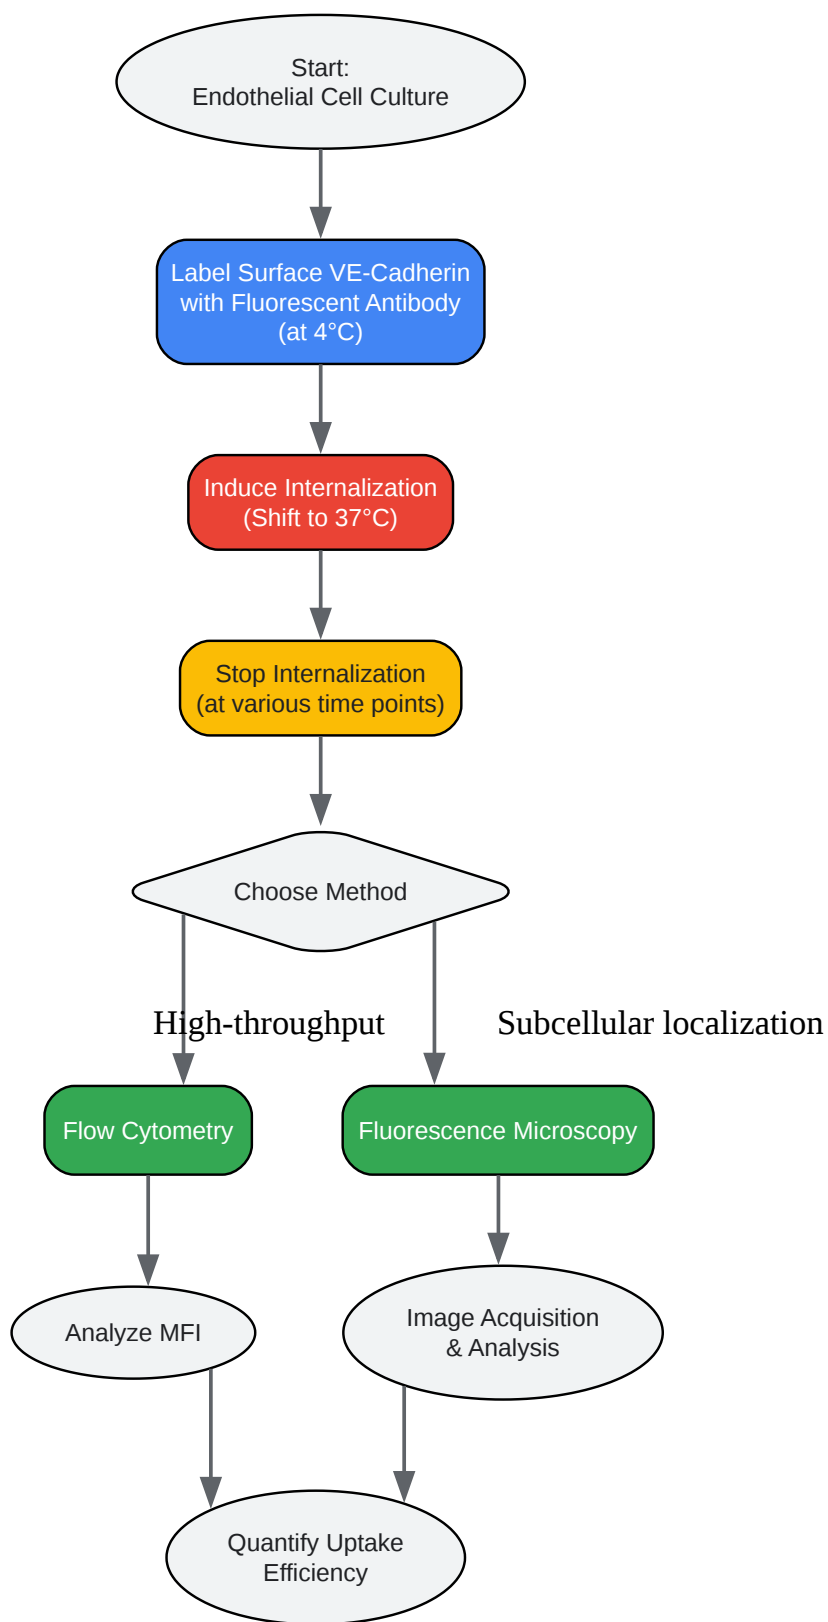 Start:
Endothelial Cell Culture
Label Surface VE-Cadherin
with Fluorescent Antibody
(at 4°C)
Induce Internalization
(Shift to 37°C)
Stop Internalization
(at various time points)
Choose Method
High-throughput
Subcellular localization
Flow Cytometry
Fluorescence Microscopy
Analyze MFI
Image Acquisition
& Analysis
Quantify Uptake
Efficiency